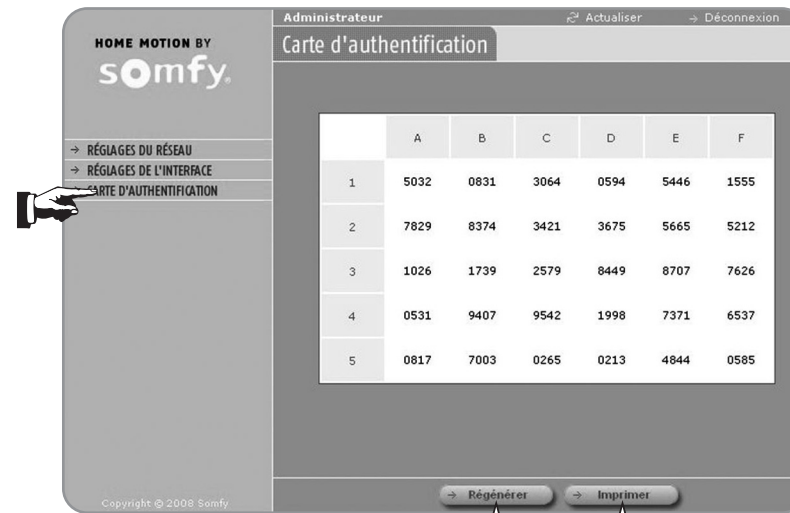 Administrateur Actualiser → Déconnexion
HOME MOTION BY
somfy.
Carte d'authentification
→ RÉGLAGES DU RÉSEAU
→ RÉGLAGES DE L'INTERFACE
CARTE D'AUTHENTIFICATION
A B C D E F
1 5032 0831 3064 0594 5446 1555
2 7829 8374 3421 3675 5665 5212
3 1026 1739 2579 8449 8707 7626
4 0531 9407 9542 1998 7371 6537
5 0817 7003 0265 0213 4844 0585
→ Régénérer → Imprimer
Copyright © 2008 Somfy